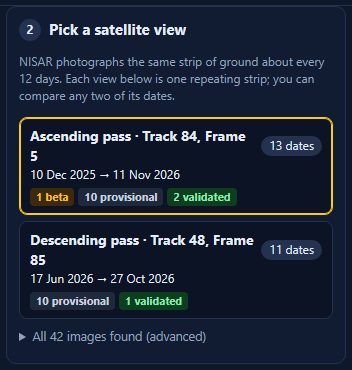 2 Pick a satellite view
NISAR photographs the same strip of ground about every
12 days. Each view below is one repeating strip; you can
compare any two of its dates.
Ascending pass · Track 84, Frame
5
13 dates
10 Dec 2025 → 11 Nov 2026
1 beta 10 provisional 2 validated
Descending pass · Track 48, Frame
85
11 dates
17 Jun 2026 → 27 Oct 2026
10 provisional 1 validated
▶ All 42 images found (advanced)